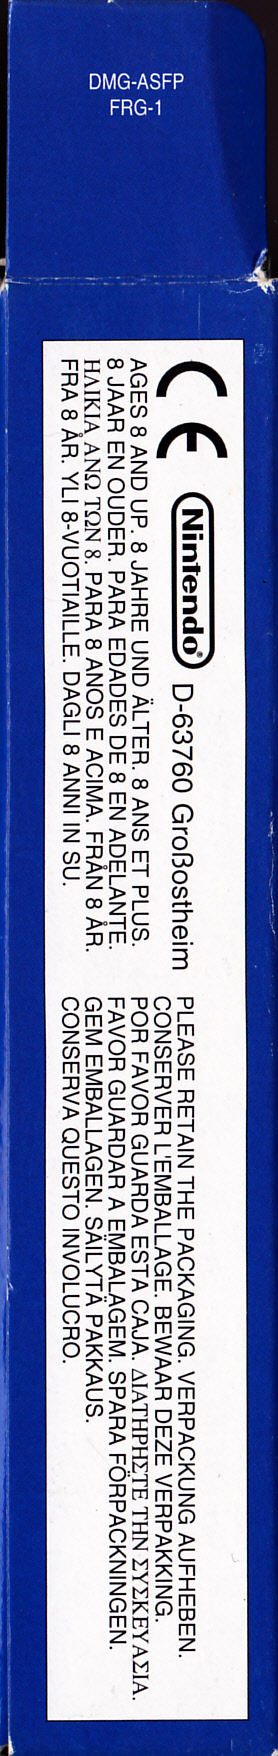 DMG-ASFP
FRG-1
CE
Nintendo® D-63760 Großostheim
AGES 8 AND UP. 8 JAHRE UND ÄLTER. 8 ANS ET PLUS.
8 JAAR EN OUDER. PARA EDADES DE 8 EN ADELANTE.
ΗΛΙΚΙΑ ΑΝΩ ΤΩΝ 8. PARA 8 ANOS E ACIMA. FRÅN 8 ÅR.
FRA 8 ÅR. YLI 8-VUOTIAILLE. DAGLI 8 ANNI IN SU.
PLEASE RETAIN THE PACKAGING. VERPACKUNG AUFHEBEN.
CONSERVER L'EMBALLAGE. BEWAAR DEZE VERPAKKING.
POR FAVOR GUARDA ESTA CAJA. ΔΙΑΤΗΡΗΣΤΕ ΤΗΝ ΣΥΣΚΕΥΑΣΙΑ.
FAVOR GUARDAR A EMBALAGEM. SPARA FÖRPACKNINGEN.
GEM EMBALLAGEN. SÄILYTÄ PAKKAUS.
CONSERVA QUESTO INVOLUCRO.